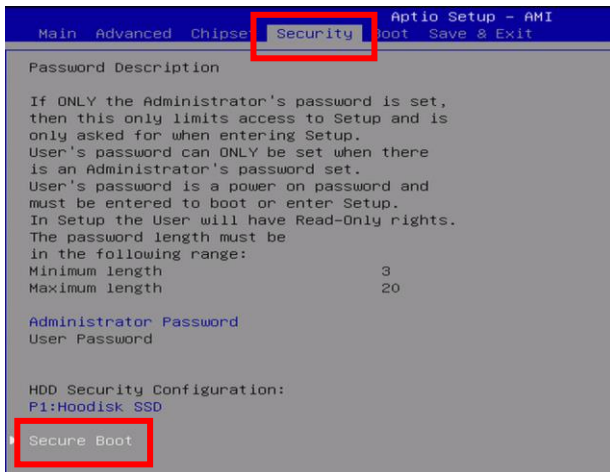 Aptio Setup – AMI
Main Advanced Chipset Security Boot Save & Exit
Password Description
If ONLY the Administrator's password is set,
then this only limits access to Setup and is
only asked for when entering Setup.
User's password can ONLY be set when there
is an Administrator's password set.
User's password is a power on password and
must be entered to boot or enter Setup.
In Setup the User will have Read-Only rights.
The password length must be
in the following range:
Minimum length 3
Maximum length 20
Administrator Password
User Password
HDD Security Configuration:
P1:Hoodisk SSD
Secure Boot